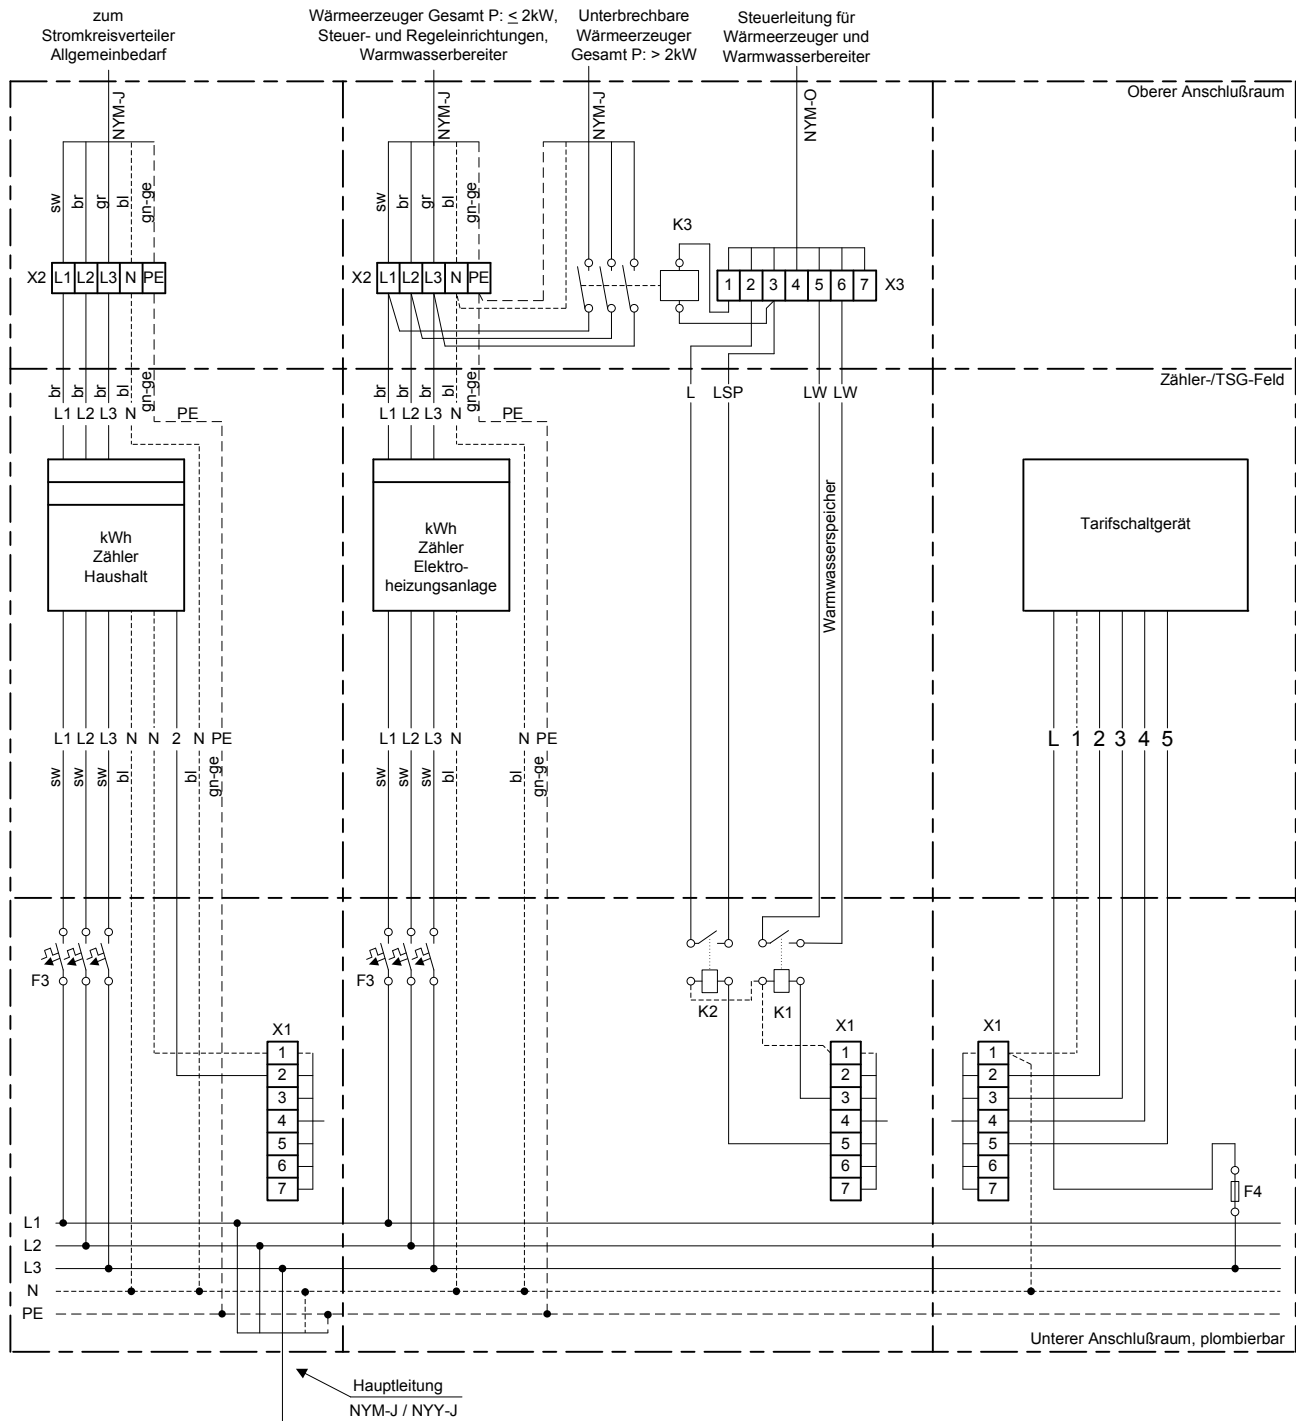 zum
Stromkreisverteiler
Allgemeinbedarf
Wärmeerzeuger Gesamt P: ≤ 2kW,
Steuer- und Regeleinrichtungen,
Warmwasserbereiter
Unterbrechbare
Wärmeerzeuger
Gesamt P: > 2kW
Steuerleitung für
Wärmeerzeuger und
Warmwasserbereiter
Oberer Anschlußraum
NYM-J
NYM-J
NYM-J
NYM-O
sw br gr bl gn-ge
sw br gr bl gn-ge
K3
X2 L1 L2 L3 N PE
X2 L1 L2 L3 N PE
1 2 3 4 5 6 7 X3
Zähler-/TSG-Feld
br br br bl gn-ge
br br br bl gn-ge
L1 L2 L3 N PE
L1 L2 L3 N PE
L LSP LW LW
kWh
Zähler
Haushalt
kWh
Zähler
Elektro-
heizungsanlage
Warmwasserspeicher
Tarifschaltgerät
L1 L2 L3 N N 2 N PE
L1 L2 L3 N N PE
L 1 2 3 4 5
sw sw sw bl bl gn-ge
sw sw sw bl bl gn-ge
F3
F3
K2 K1
X1
1
2
3
4
5
6
7
X1
1
2
3
4
5
6
7
X1
1
2
3
4
5
6
7
F4
L1
L2
L3
N
PE
Unterer Anschlußraum, plombierbar
Hauptleitung
NYM-J / NYY-J